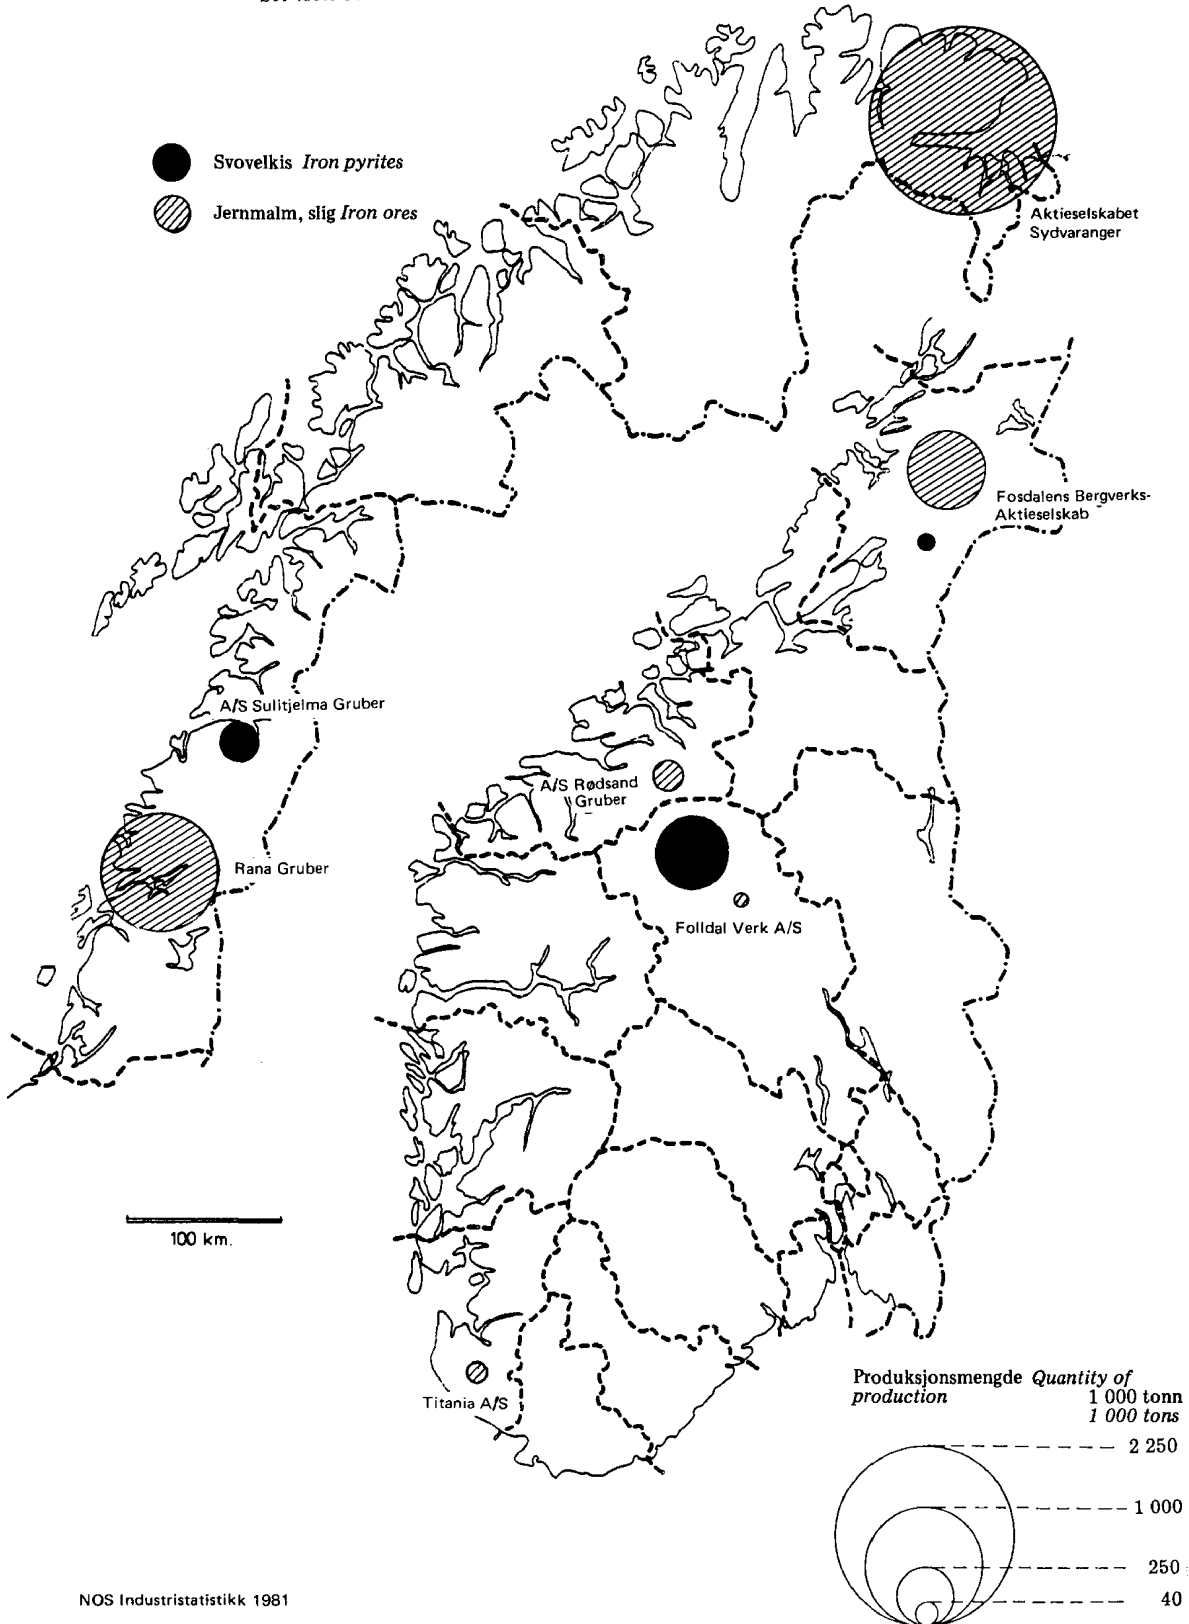 Svovelkis Iron pyrites
Jernmalm, slig Iron ores
Aktieselskabet
Sydvaranger
Fosdalens Bergverks-
Aktieselskab
A/S Sulitjelma Gruber
A/S Rødsand
Gruber
Rana Gruber
Folldal Verk A/S
100 km.
Titania A/S
Produksjonsmengde Quantity of
production 1 000 tonn
1 000 tons
2 250
1 000
250
40
NOS Industristatistikk 1981